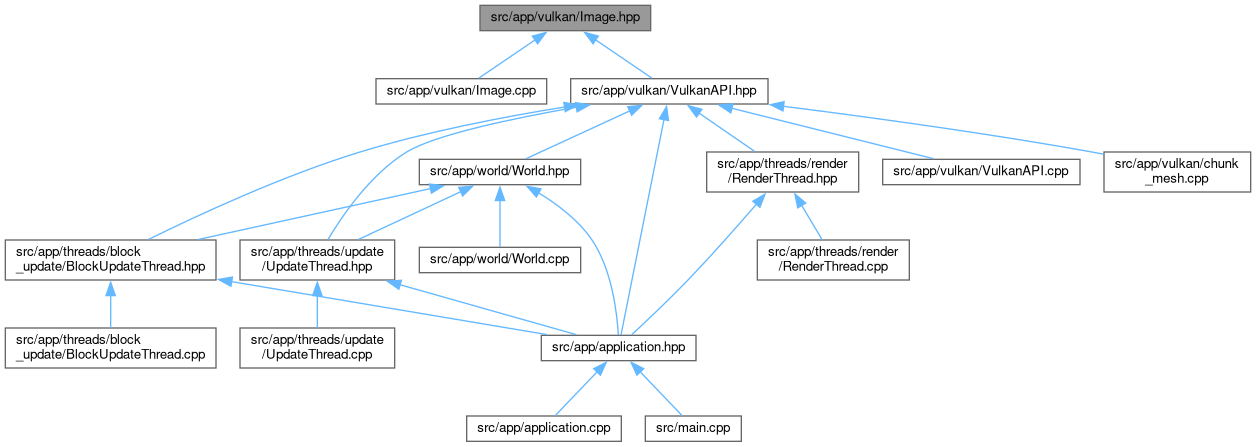 src/app/vulkan/Image.hpp
src/app/vulkan/Image.cpp
src/app/vulkan/VulkanAPI.hpp
src/app/world/World.hpp
src/app/threads/render
/RenderThread.hpp
src/app/vulkan/VulkanAPI.cpp
src/app/vulkan/chunk
_mesh.cpp
src/app/threads/block
_update/BlockUpdateThread.hpp
src/app/threads/update
/UpdateThread.hpp
src/app/world/World.cpp
src/app/threads/render
/RenderThread.cpp
src/app/threads/block
_update/BlockUpdateThread.cpp
src/app/threads/update
/UpdateThread.cpp
src/app/application.hpp
src/app/application.cpp
src/main.cpp